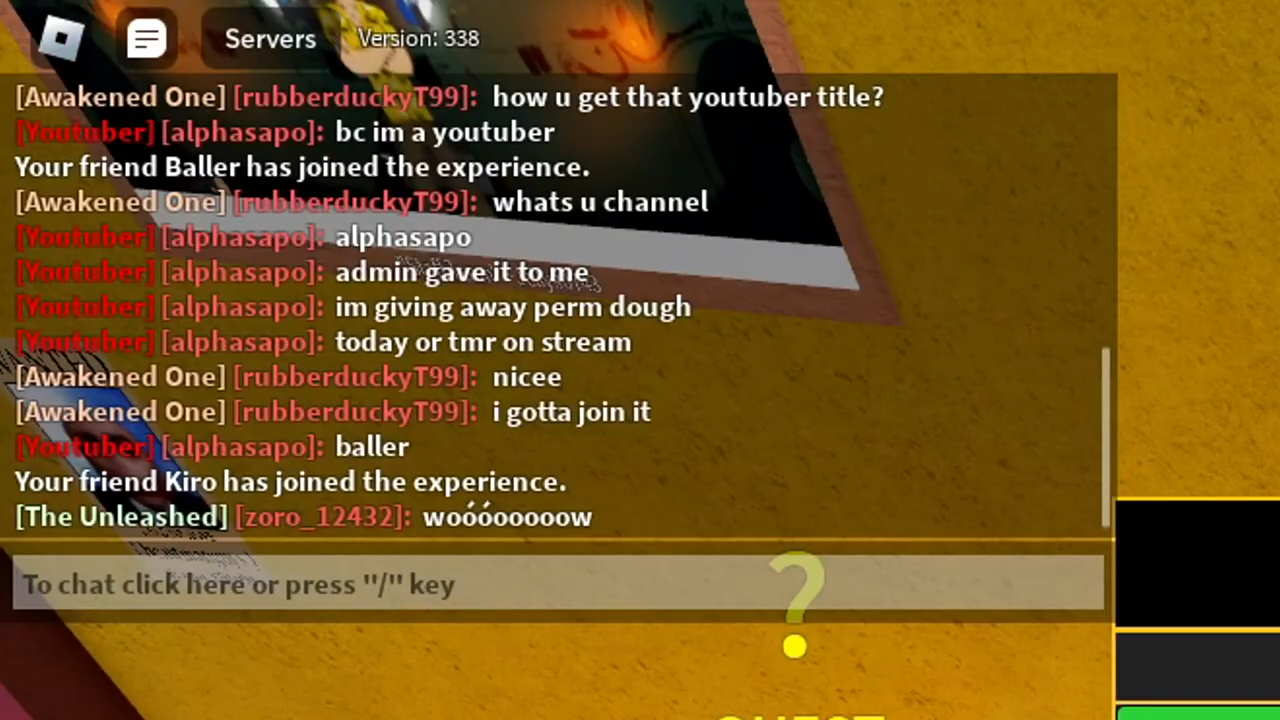 Servers Version: 338
[Awakened One] [rubberduckyT99]: how u get that youtuber title?
[Youtuber] [alphasapo]: bc im a youtuber
Your friend Baller has joined the experience.
[Awakened One] [rubberduckyT99]: whats u channel
[Youtuber] [alphasapo]: alphasapo
[Youtuber] [alphasapo]: admin gave it to me
[Youtuber] [alphasapo]: im giving away perm dough
[Youtuber] [alphasapo]: today or tmr on stream
[Awakened One] [rubberduckyT99]: nicee
[Awakened One] [rubberduckyT99]: i gotta join it
[Youtuber] [alphasapo]: baller
Your friend Kiro has joined the experience.
[The Unleashed] [zoro_12432]: woóóooooow
To chat click here or press "/" key
?
QUEST